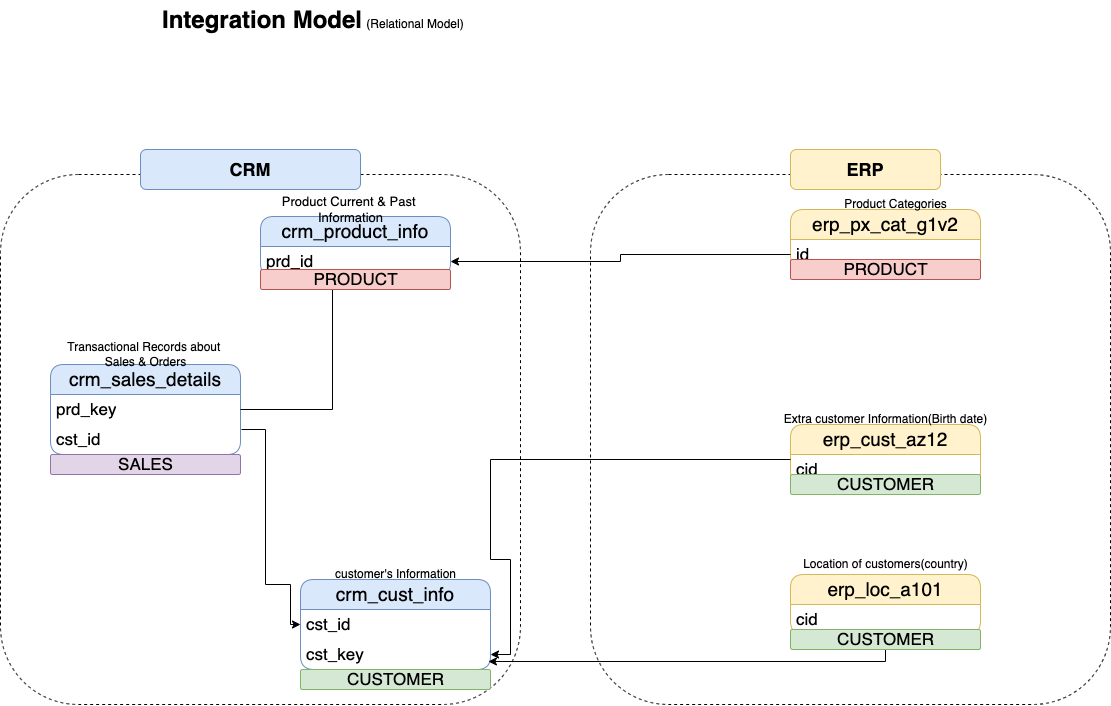 Integration Model (Relational Model)
CRM
Product Current & Past
Information
crm_product_info
prd_id
PRODUCT
Transactional Records about
Sales & Orders
crm_sales_details
prd_key
cst_id
SALES
customer's Information
crm_cust_info
cst_id
cst_key
CUSTOMER
ERP
Product Categories
erp_px_cat_g1v2
id
PRODUCT
Extra customer Information(Birth date)
erp_cust_az12
cid
CUSTOMER
Location of customers(country)
erp_loc_a101
cid
CUSTOMER